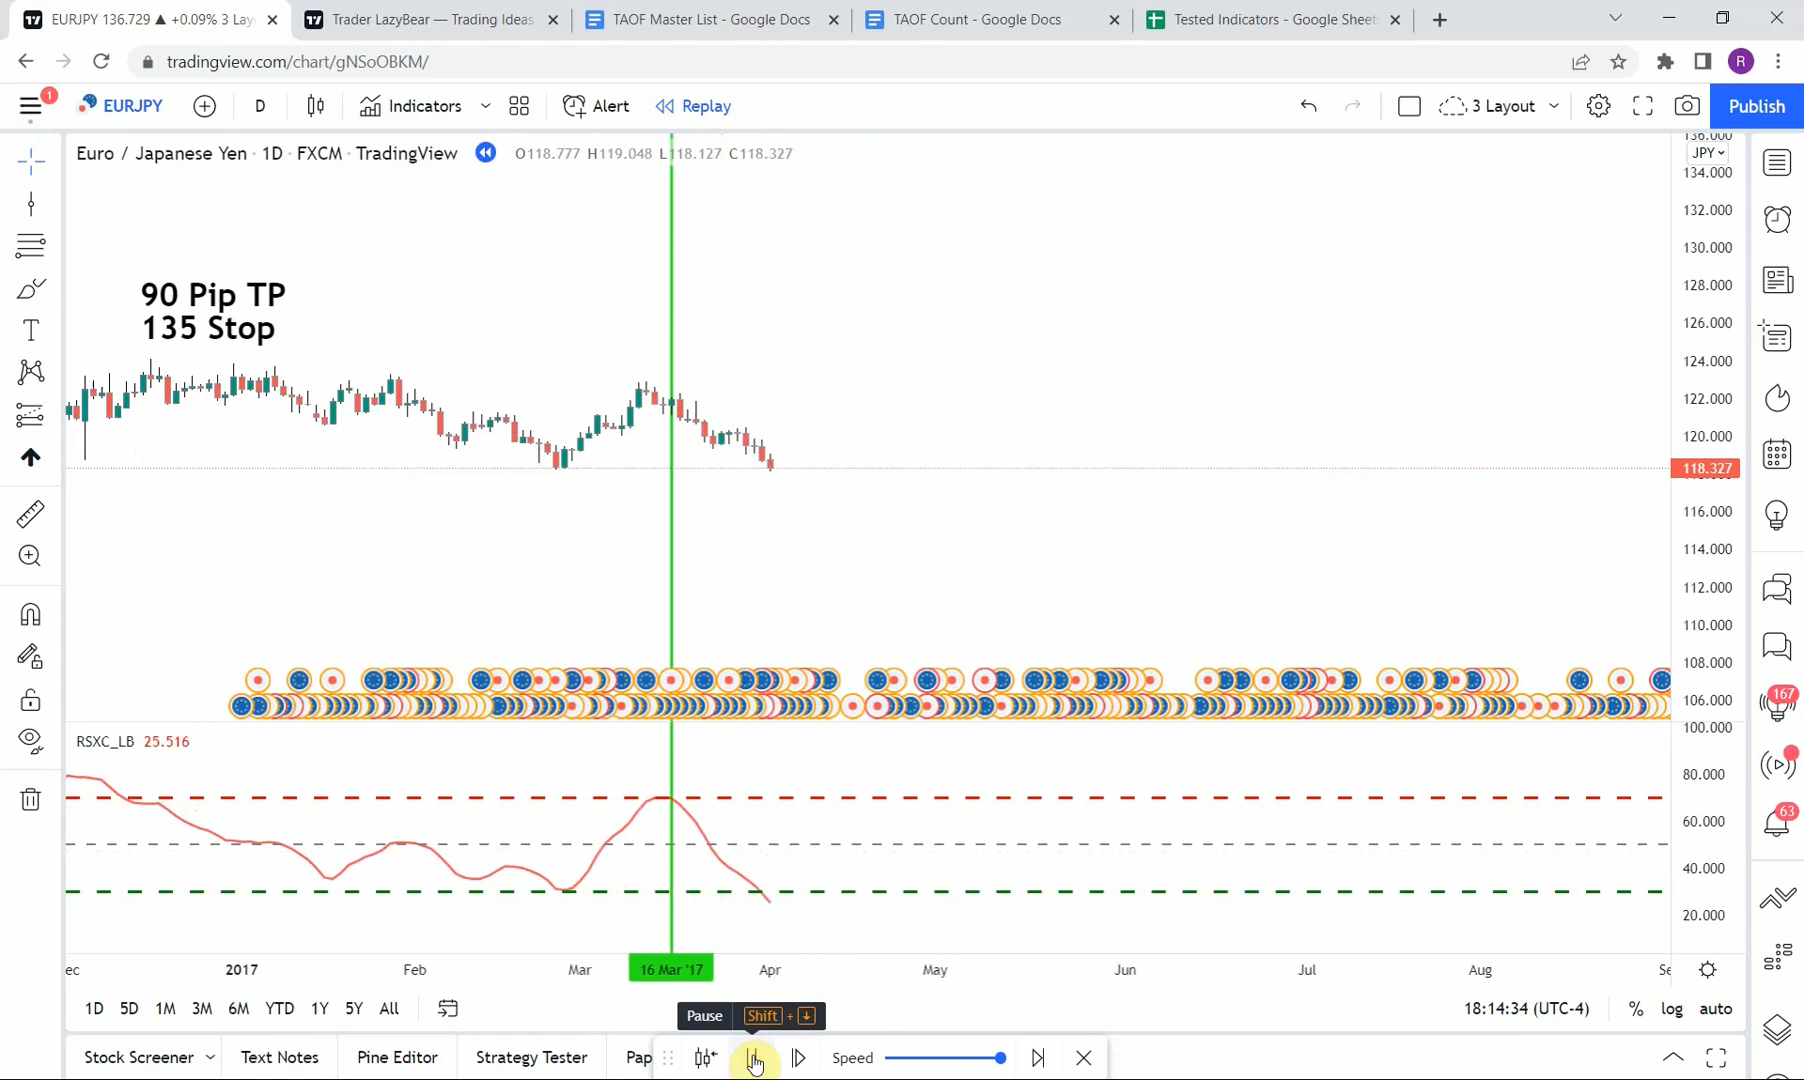 EURJPY 136.729 ▲ +0.09% 3 Lay
Trader LazyBear — Trading Ideas
TAOF Master List - Google Docs
TAOF Count - Google Docs
Tested Indicators - Google Sheet
tradingview.com/chart/gNSoOBKM/
R
1
EURJPY
D
Indicators
Alert
Replay
3 Layout
Publish
Euro / Japanese Yen · 1D · FXCM · TradingView
O118.777 H119.048 L118.127 C118.327
JPY
90 Pip TP
135 Stop
136.000
134.000
132.000
130.000
128.000
126.000
124.000
122.000
120.000
118.327
116.000
114.000
112.000
110.000
108.000
106.000
100.000
80.000
60.000
40.000
20.000
RSXC_LB 25.516
167
63
ec
2017
Feb
Mar
16 Mar '17
Apr
May
Jun
Jul
Aug
Se
1D 5D 1M 3M 6M YTD 1Y 5Y All
Pause Shift + ↓
18:14:34 (UTC-4)
% log auto
Stock Screener
Text Notes
Pine Editor
Strategy Tester
Pap
Speed